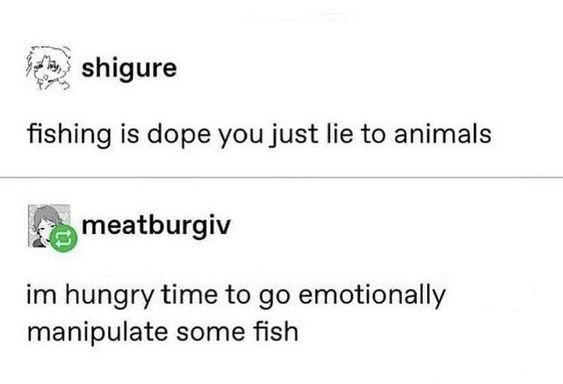 shigure
fishing is dope you just lie to animals
meatburgiv
im hungry time to go emotionally
manipulate some fish